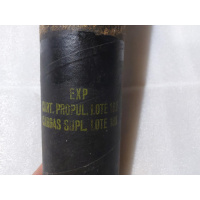 EXP
CART. PROPUL. LOTE
CARGAS SUPL. LOTE